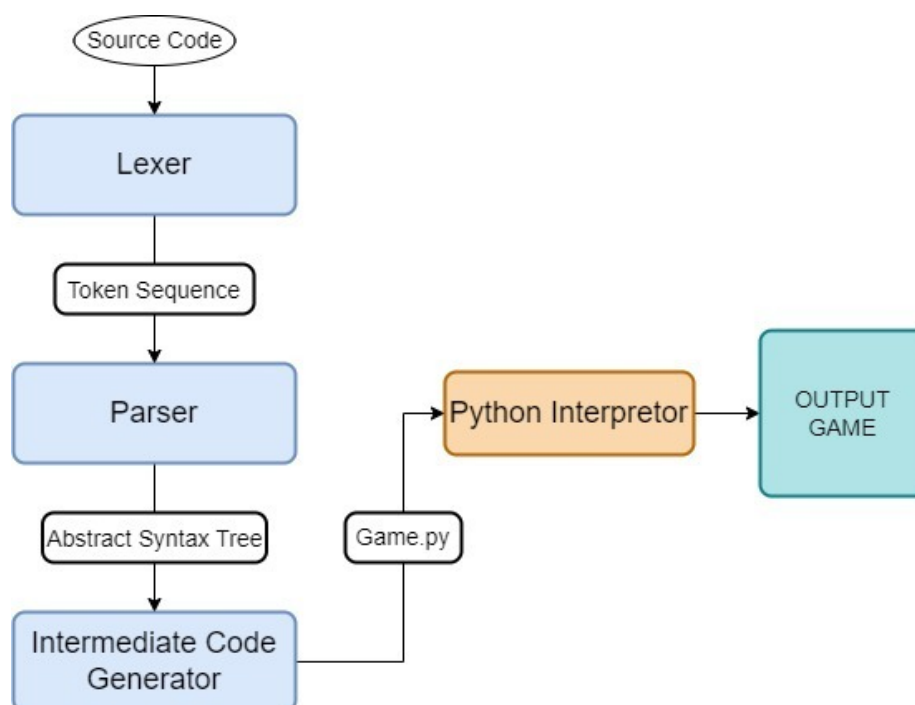 Source Code
Lexer
Token Sequence
Parser
Abstract Syntax Tree
Intermediate Code
Generator
Game.py
Python Interpretor
OUTPUT
GAME